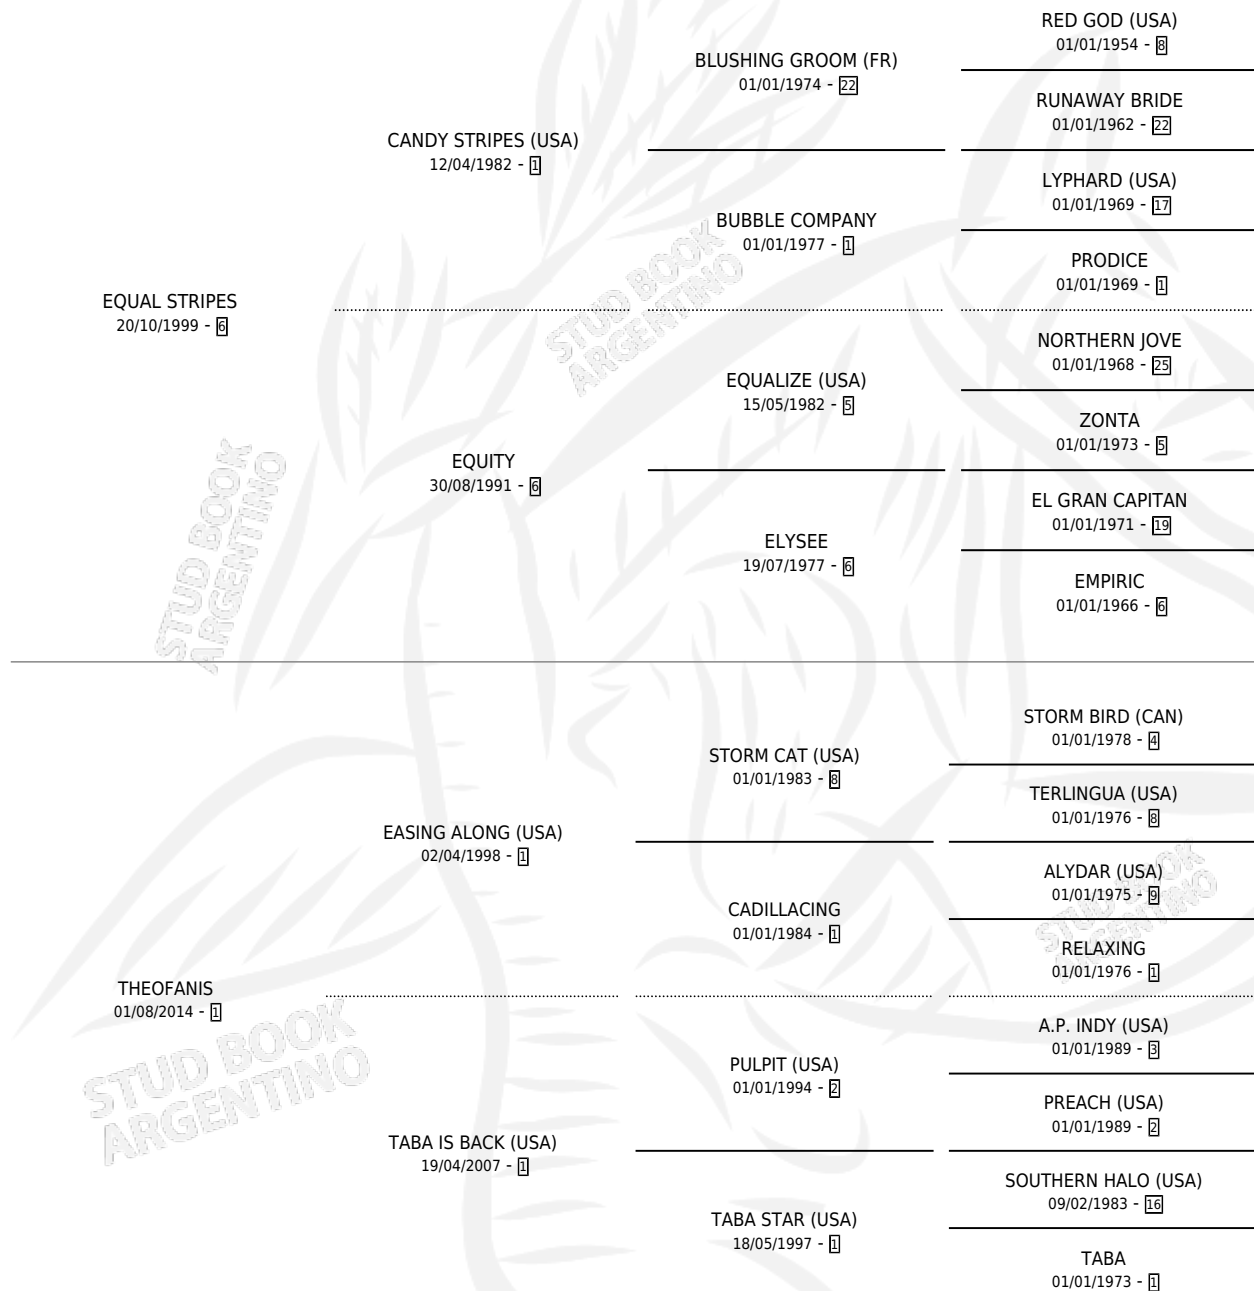 RED GOD (USA)
01/01/1954 - 8
BLUSHING GROOM (FR)
01/01/1974 - 22
RUNAWAY BRIDE
01/01/1962 - 22
CANDY STRIPES (USA)
12/04/1982 - 1
LYPHARD (USA)
01/01/1969 - 17
BUBBLE COMPANY
01/01/1977 - 1
PRODICE
01/01/1969 - 1
EQUAL STRIPES
20/10/1999 - 6
NORTHERN JOVE
01/01/1968 - 25
EQUALIZE (USA)
15/05/1982 - 5
ZONTA
01/01/1973 - 5
EQUITY
30/08/1991 - 6
EL GRAN CAPITAN
01/01/1971 - 19
ELYSEE
19/07/1977 - 6
EMPIRIC
01/01/1966 - 6
STUD BOOK
ARGENTINO
STUD BOOK
ARGENTINO
STORM BIRD (CAN)
01/01/1978 - 4
STORM CAT (USA)
01/01/1983 - 8
TERLINGUA (USA)
01/01/1976 - 8
EASING ALONG (USA)
02/04/1998 - 1
ALYDAR (USA)
01/01/1975 - 9
CADILLACING
01/01/1984 - 1
RELAXING
01/01/1976 - 1
STUD BOOK
ARGENTINO
THEOFANIS
01/08/2014 - 1
A.P. INDY (USA)
01/01/1989 - 3
PULPIT (USA)
01/01/1994 - 2
PREACH (USA)
01/01/1989 - 2
STUD BOOK
ARGENTINO
TABA IS BACK (USA)
19/04/2007 - 1
SOUTHERN HALO (USA)
09/02/1983 - 16
TABA STAR (USA)
18/05/1997 - 1
TABA
01/01/1973 - 1